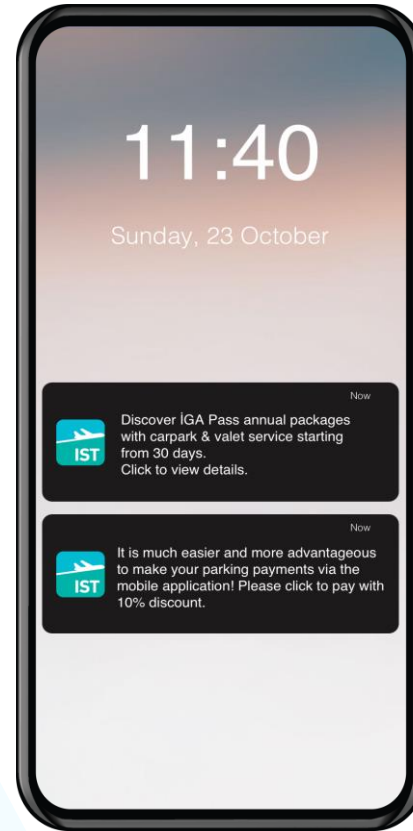 11:40
Sunday, 23 October
Now
IST
Discover İGA Pass annual packages
with carpark & valet service starting
from 30 days.
Click to view details.
Now
IST
It is much easier and more advantageous
to make your parking payments via the
mobile application! Please click to pay with
10% discount.